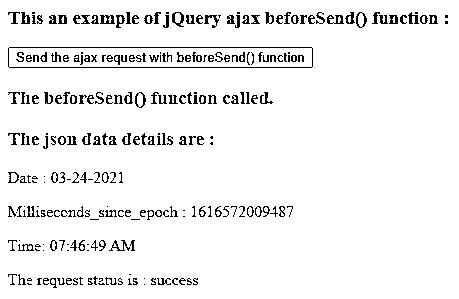 This an example of jQuery ajax beforeSend() function :
Send the ajax request with beforeSend() function
The beforeSend() function called.
The json data details are :
Date : 03-24-2021
Milliseconds_since_epoch : 1616572009487
Time: 07:46:49 AM
The request status is : success